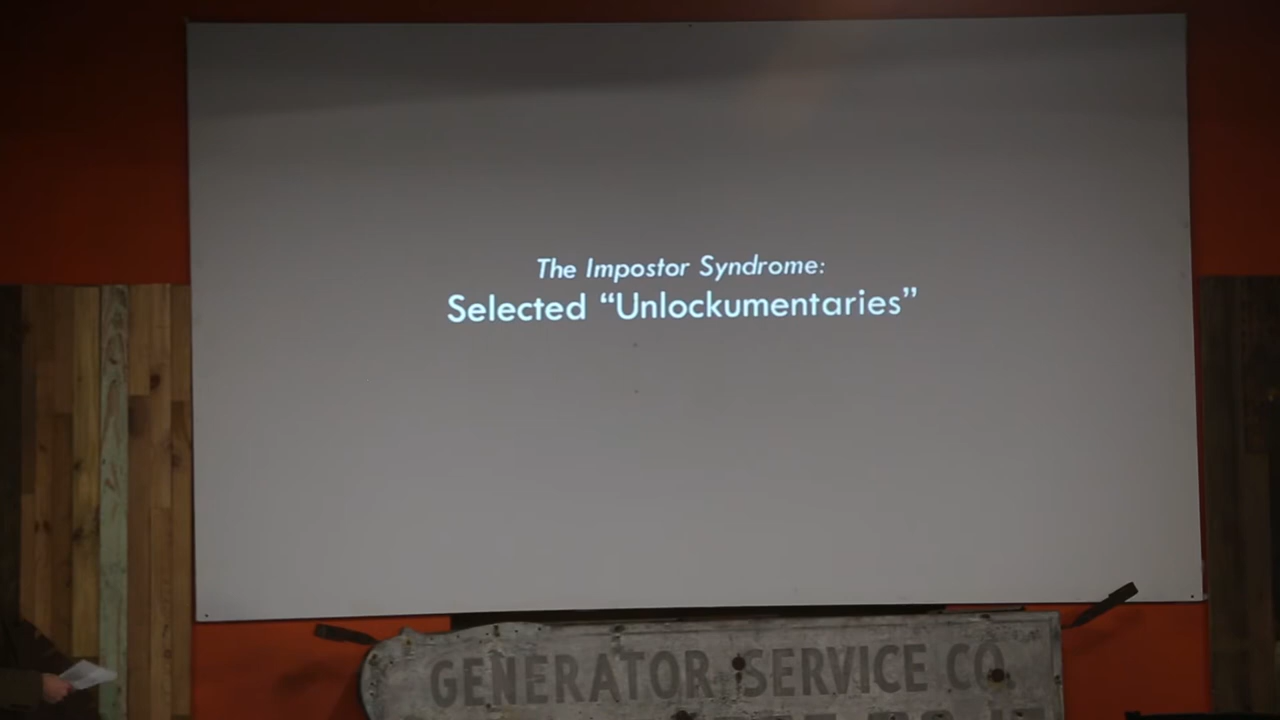 The Impostor Syndrome:
Selected “Unlockumentaries”
GENERATOR SERVICE CO.